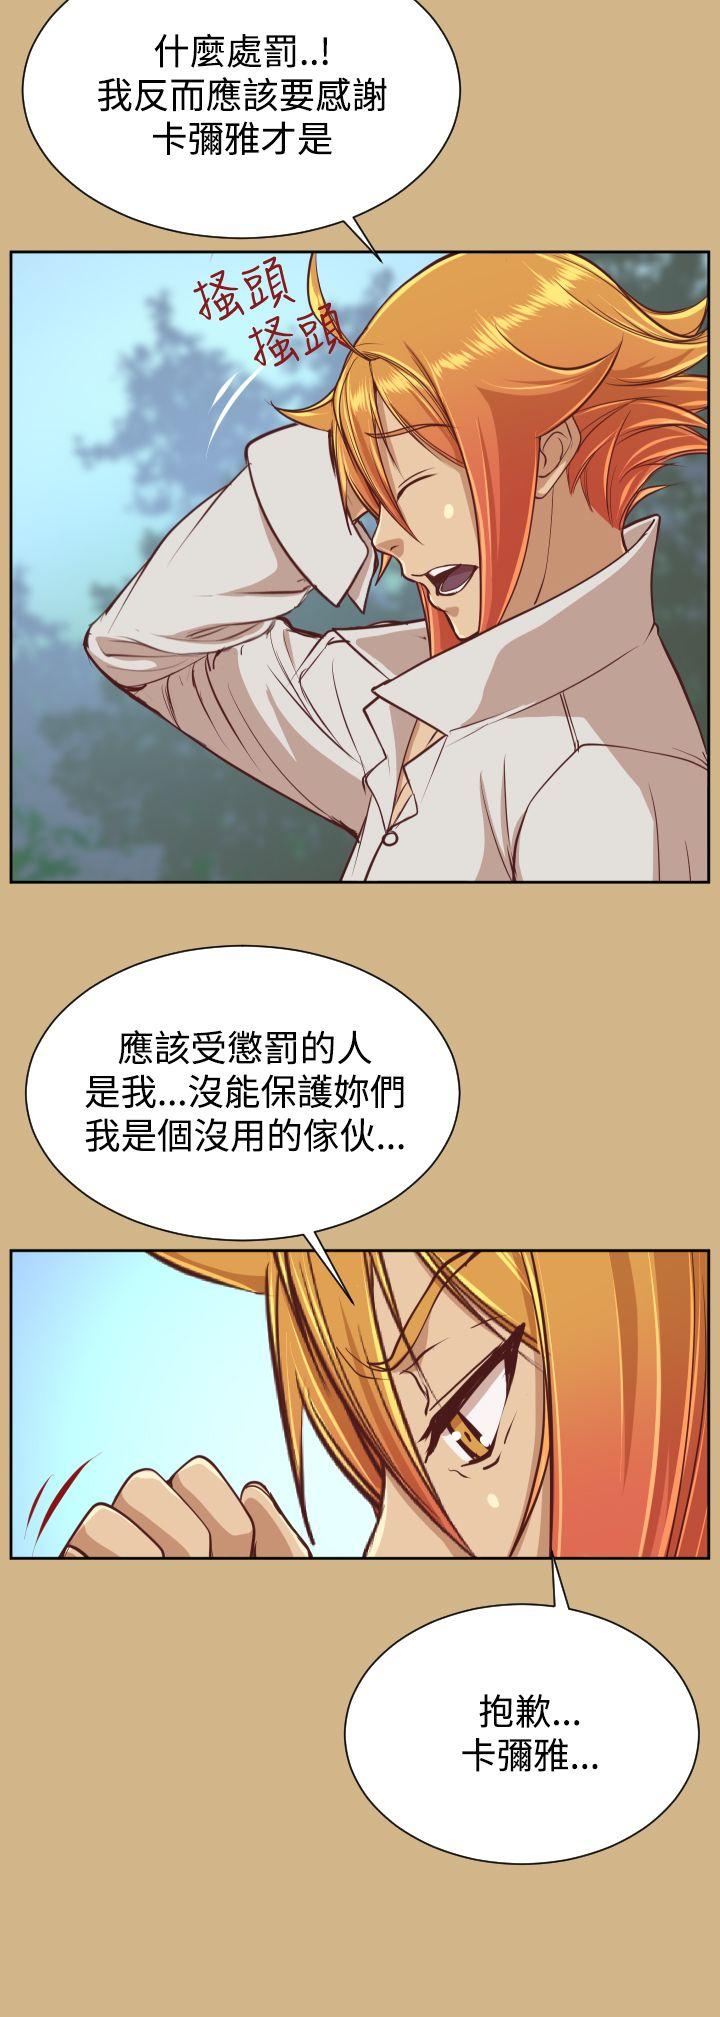 什麼處罰..!
我反而應該要感謝
卡彌雅才是
搔頭
搔頭
應該受懲罰的人
是我...沒能保護妳們
我是個沒用的傢伙...
抱歉...
卡彌雅...